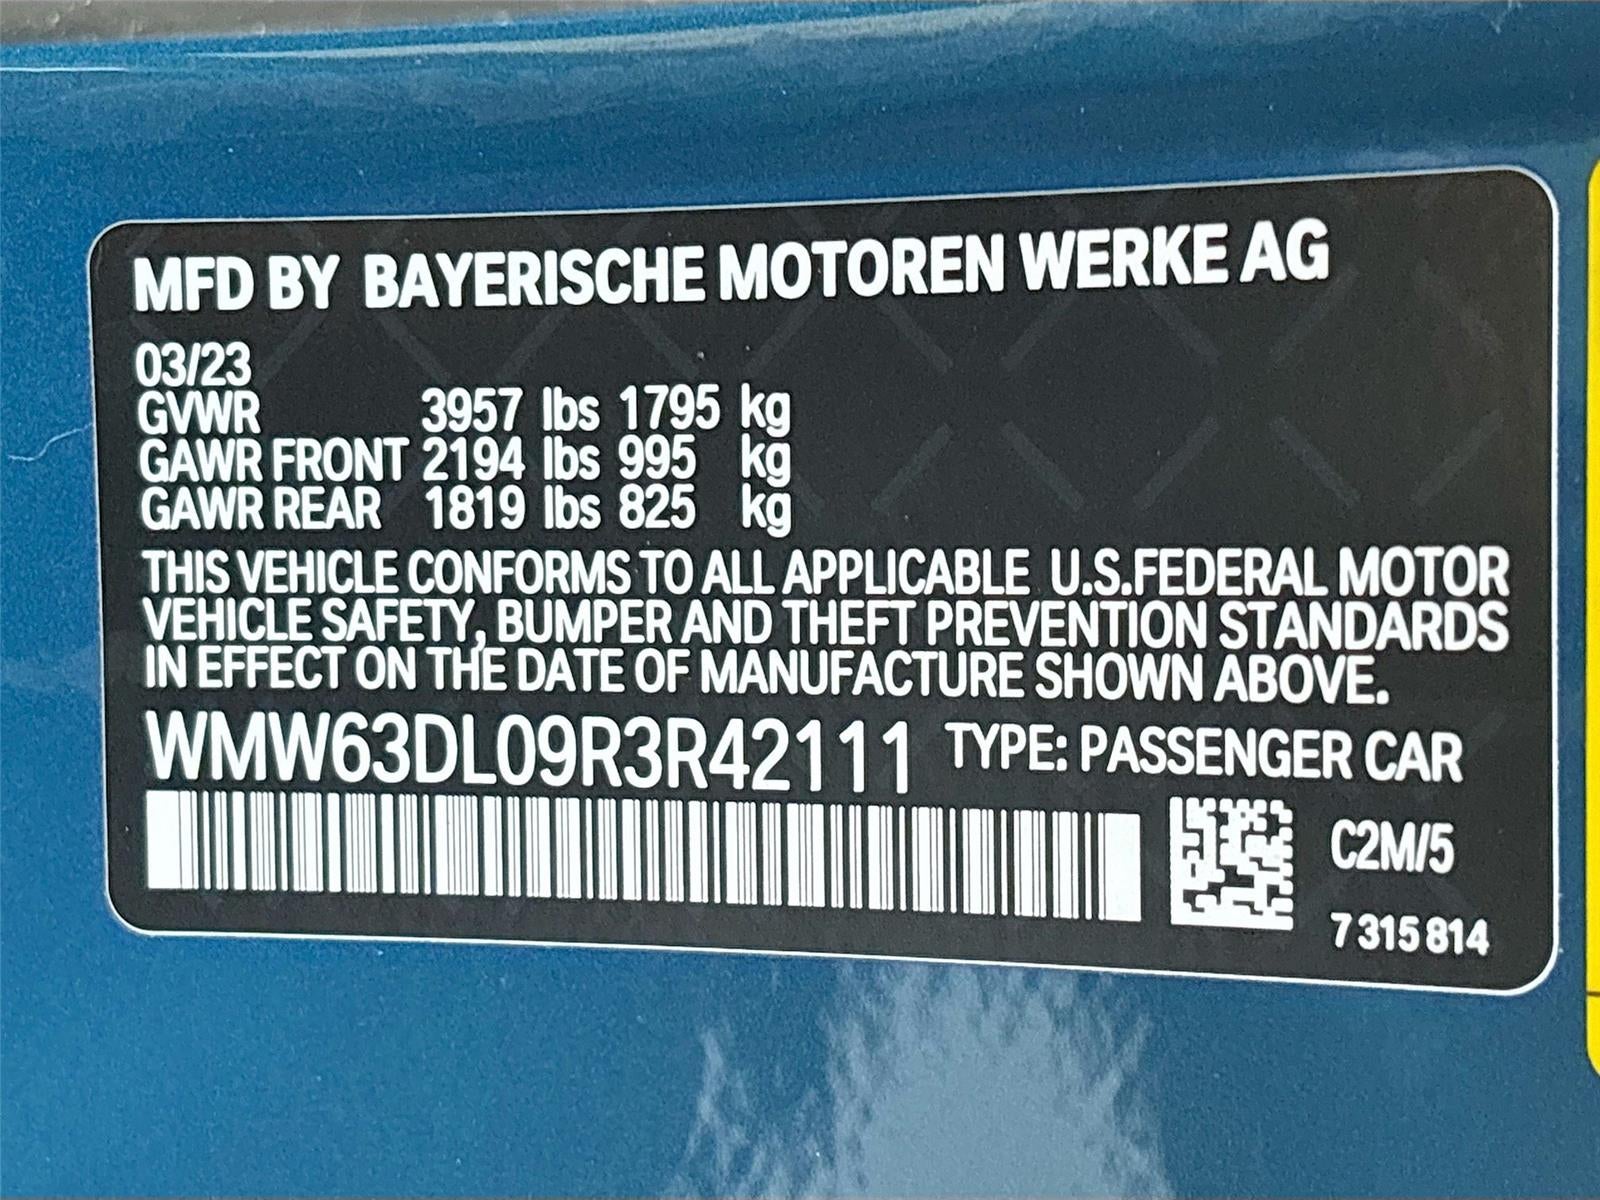 MFD BY BAYERISCHE MOTOREN WERKE AG
03/23
GVWR 3957 lbs 1795 kg
GAWR FRONT 2194 lbs 995 kg
GAWR REAR 1819 lbs 825 kg
THIS VEHICLE CONFORMS TO ALL APPLICABLE U.S.FEDERAL MOTOR
VEHICLE SAFETY, BUMPER AND THEFT PREVENTION STANDARDS
IN EFFECT ON THE DATE OF MANUFACTURE SHOWN ABOVE.
WMW63DL09R3R42111 TYPE: PASSENGER CAR
C2M/5
7 315 814